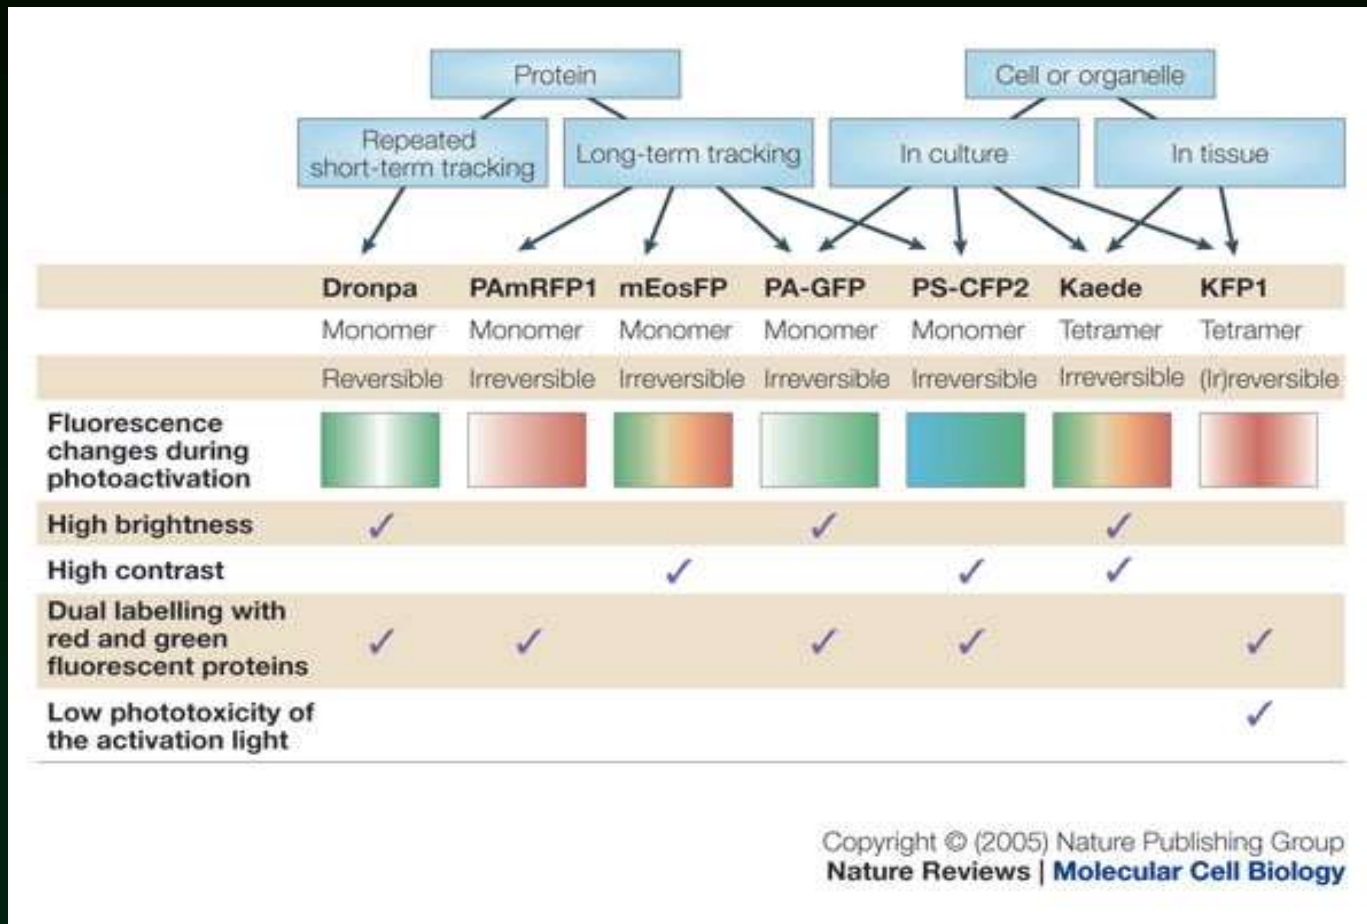 Protein
Cell or organelle
Repeated
short-term tracking
Long-term tracking
In culture
In tissue
Dronpa PAmRFP1 mEosFP PA-GFP PS-CFP2 Kaede KFP1
Monomer Monomer Monomer Monomer Monomer Tetramer Tetramer
Reversible Irreversible Irreversible Irreversible Irreversible Irreversible (Ir)reversible
Fluorescence
changes during
photoactivation
High brightness ✓ ✓ ✓
High contrast ✓ ✓ ✓
Dual labelling with
red and green
fluorescent proteins ✓ ✓ ✓ ✓ ✓
Low phototoxicity of
the activation light ✓
Copyright © (2005) Nature Publishing Group
Nature Reviews | Molecular Cell Biology